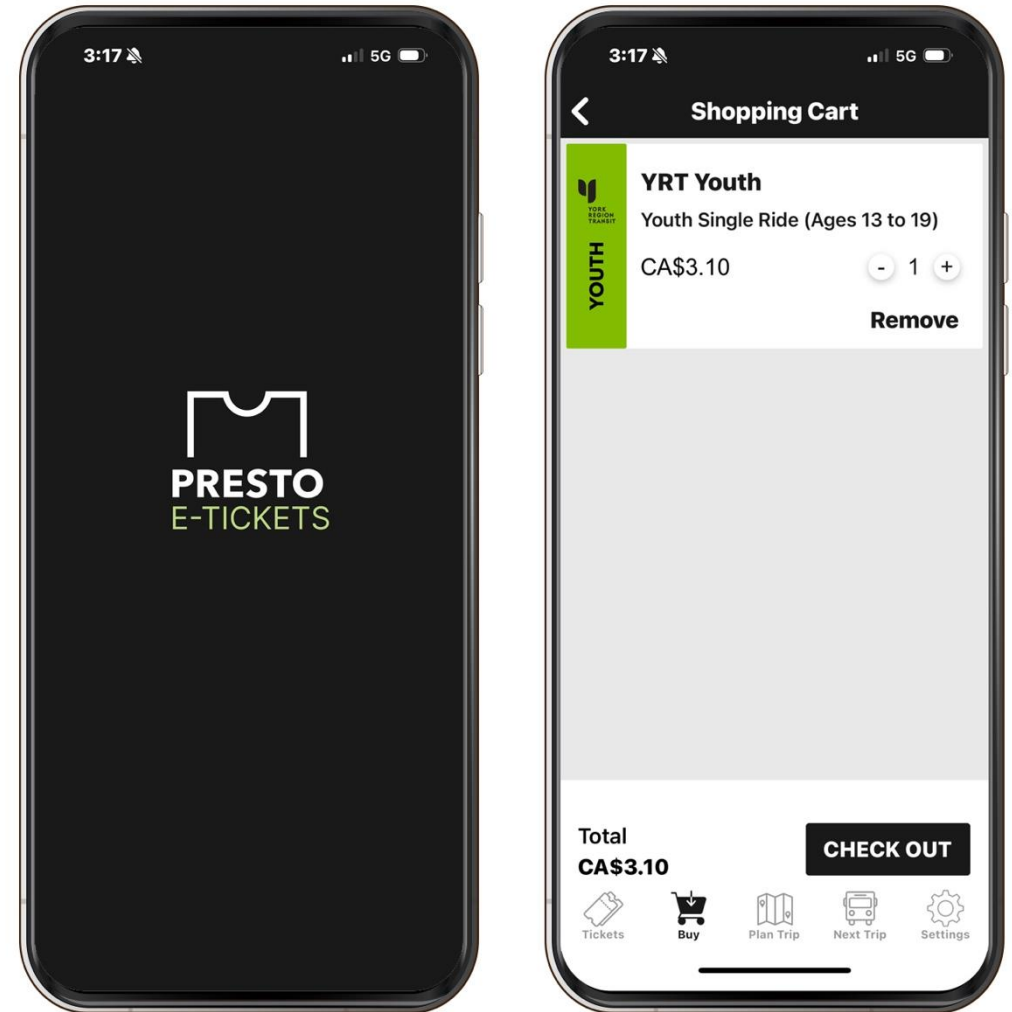 3:17
5G
PRESTO
E-TICKETS
3:17
5G
Shopping Cart
YORK
REGION
TRANSIT
YOUTH
YRT Youth
Youth Single Ride (Ages 13 to 19)
CA$3.10
- 1 +
Remove
Total
CA$3.10
CHECK OUT
Tickets
Buy
Plan Trip
Next Trip
Settings